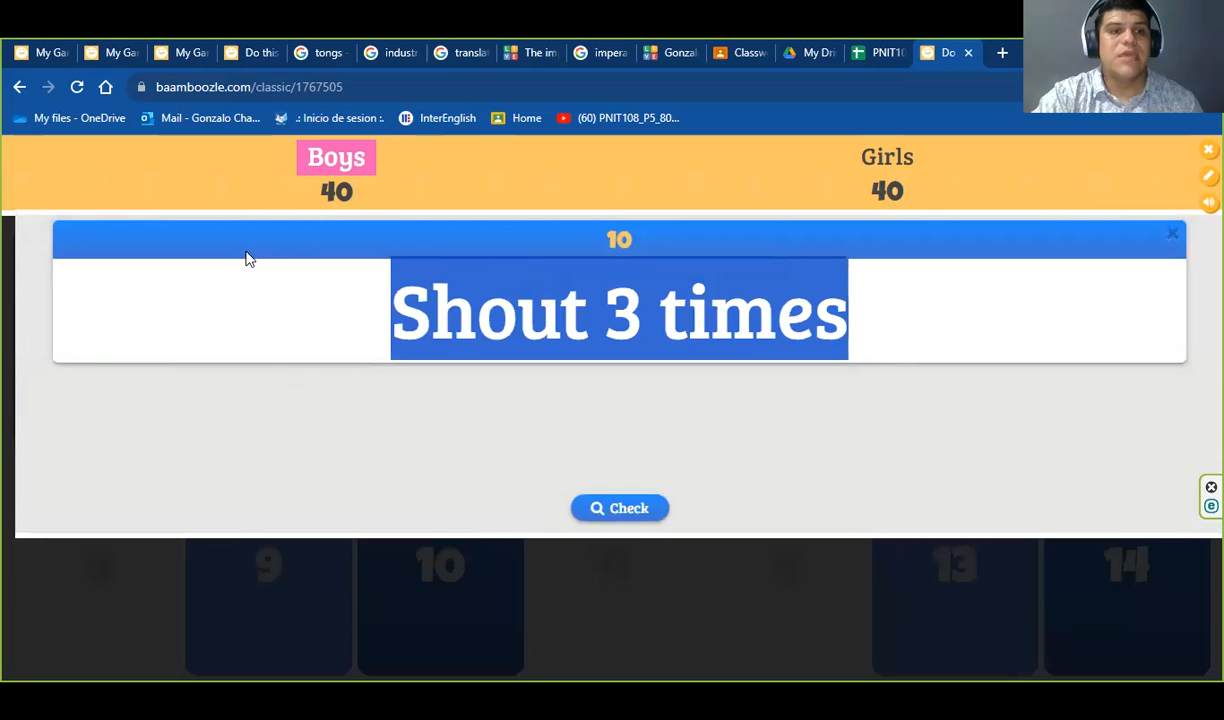 My Ga My Ga My Ga Do this tongs - industr transla The im impera Gonzal Classw My Dri PNIT10 Do
baamboozle.com/classic/1767505
My files - OneDrive Mail - Gonzalo Cha... .: Inicio de sesion :. InterEnglish Home (60) PNIT108_P5_80...
Boys Girls
40 40
10
Shout 3 times
Check
9 10 13 14